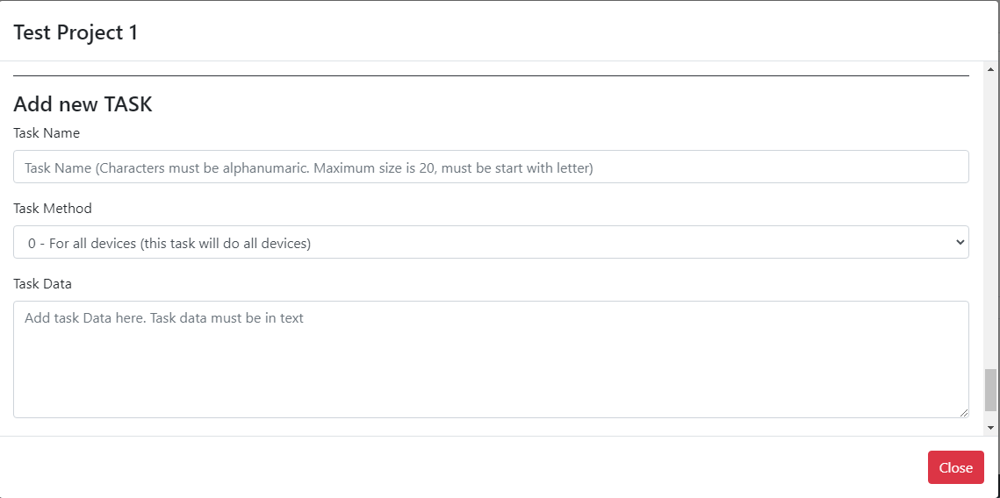 Test Project 1
Add new TASK
Task Name
Task Name (Characters must be alphanumaric. Maximum size is 20, must be start with letter)
Task Method
0 - For all devices (this task will do all devices)
Task Data
Add task Data here. Task data must be in text
Close